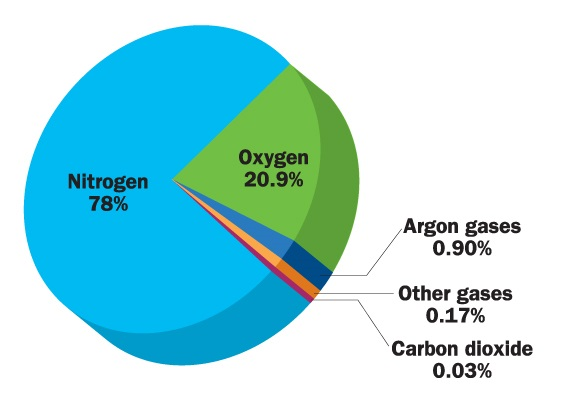 Nitrogen
78%
Oxygen
20.9%
Argon gases
0.90%
Other gases
0.17%
Carbon dioxide
0.03%